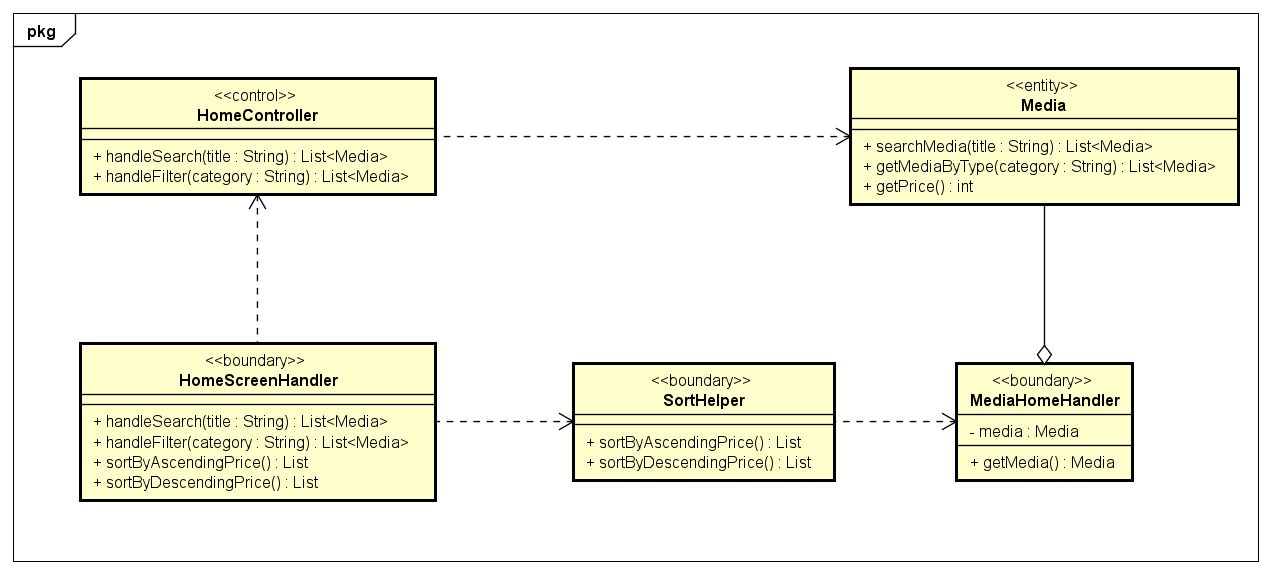 pkg
<<control>>
HomeController
+ handleSearch(title : String) : List<Media>
+ handleFilter(category : String) : List<Media>
<<entity>>
Media
+ searchMedia(title : String) : List<Media>
+ getMediaByType(category : String) : List<Media>
+ getPrice() : int
<<boundary>>
HomeScreenHandler
+ handleSearch(title : String) : List<Media>
+ handleFilter(category : String) : List<Media>
+ sortByAscendingPrice() : List
+ sortByDescendingPrice() : List
<<boundary>>
SortHelper
+ sortByAscendingPrice() : List
+ sortByDescendingPrice() : List
<<boundary>>
MediaHomeHandler
- media : Media
+ getMedia() : Media